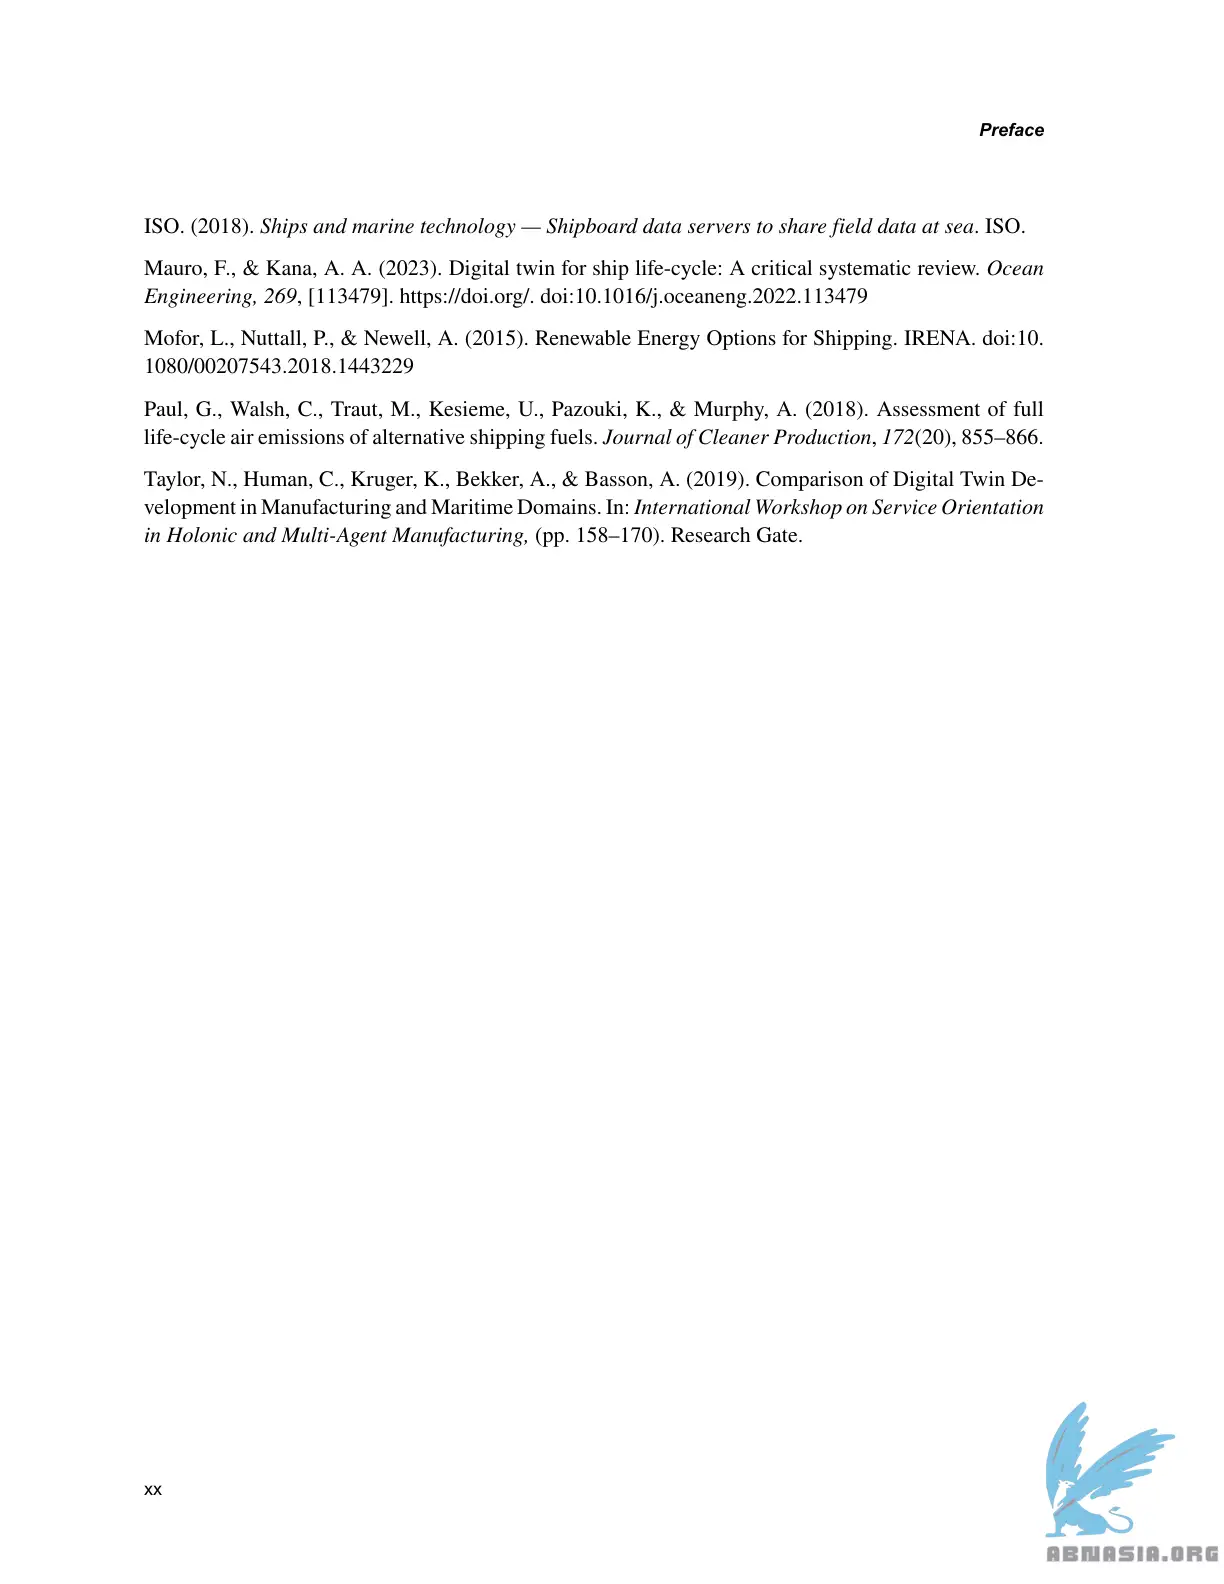 Preface
ISO. (2018). Ships and marine technology — Shipboard data servers to share field data at sea. ISO.
Mauro, F., & Kana, A. A. (2023). Digital twin for ship life-cycle: A critical systematic review. Ocean
Engineering, 269, [113479]. https://doi.org/. doi:10.1016/j.oceaneng.2022.113479
Mofor, L., Nuttall, P., & Newell, A. (2015). Renewable Energy Options for Shipping. IRENA. doi:10.
1080/00207543.2018.1443229
Paul, G., Walsh, C., Traut, M., Kesieme, U., Pazouki, K., & Murphy, A. (2018). Assessment of full
life-cycle air emissions of alternative shipping fuels. Journal of Cleaner Production, 172(20), 855–866.
Taylor, N., Human, C., Kruger, K., Bekker, A., & Basson, A. (2019). Comparison of Digital Twin De-
velopment in Manufacturing and Maritime Domains. In: International Workshop on Service Orientation
in Holonic and Multi-Agent Manufacturing, (pp. 158–170). Research Gate.
xx
ABNASIA.ORG